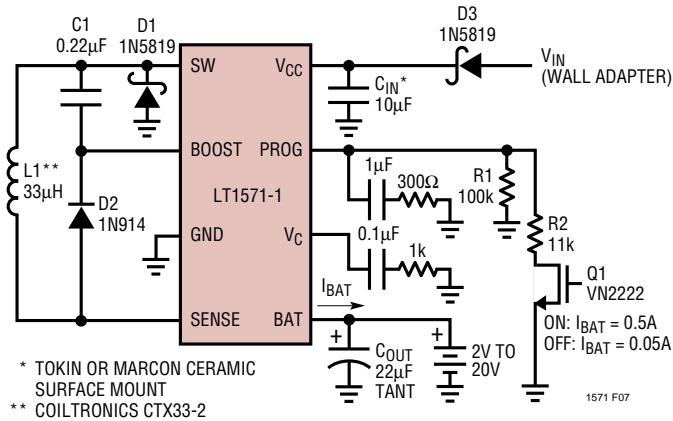 C1
0.22µF
D1
1N5819
D3
1N5819
SW
VCC
CIN*
10µF
VIN
(WALL ADAPTER)
BOOST
PROG
L1**
33µH
D2
1N914
LT1571-1
1µF
300Ω
R1
100k
R2
11k
GND
VC
0.1µF
1k
Q1
VN2222
IBAT
SENSE
BAT
ON: IBAT = 0.5A
OFF: IBAT = 0.05A
+
COUT
22µF
TANT
+
2V TO
20V
* TOKIN OR MARCON CERAMIC
SURFACE MOUNT
** COILTRONICS CTX33-2
1571 F07